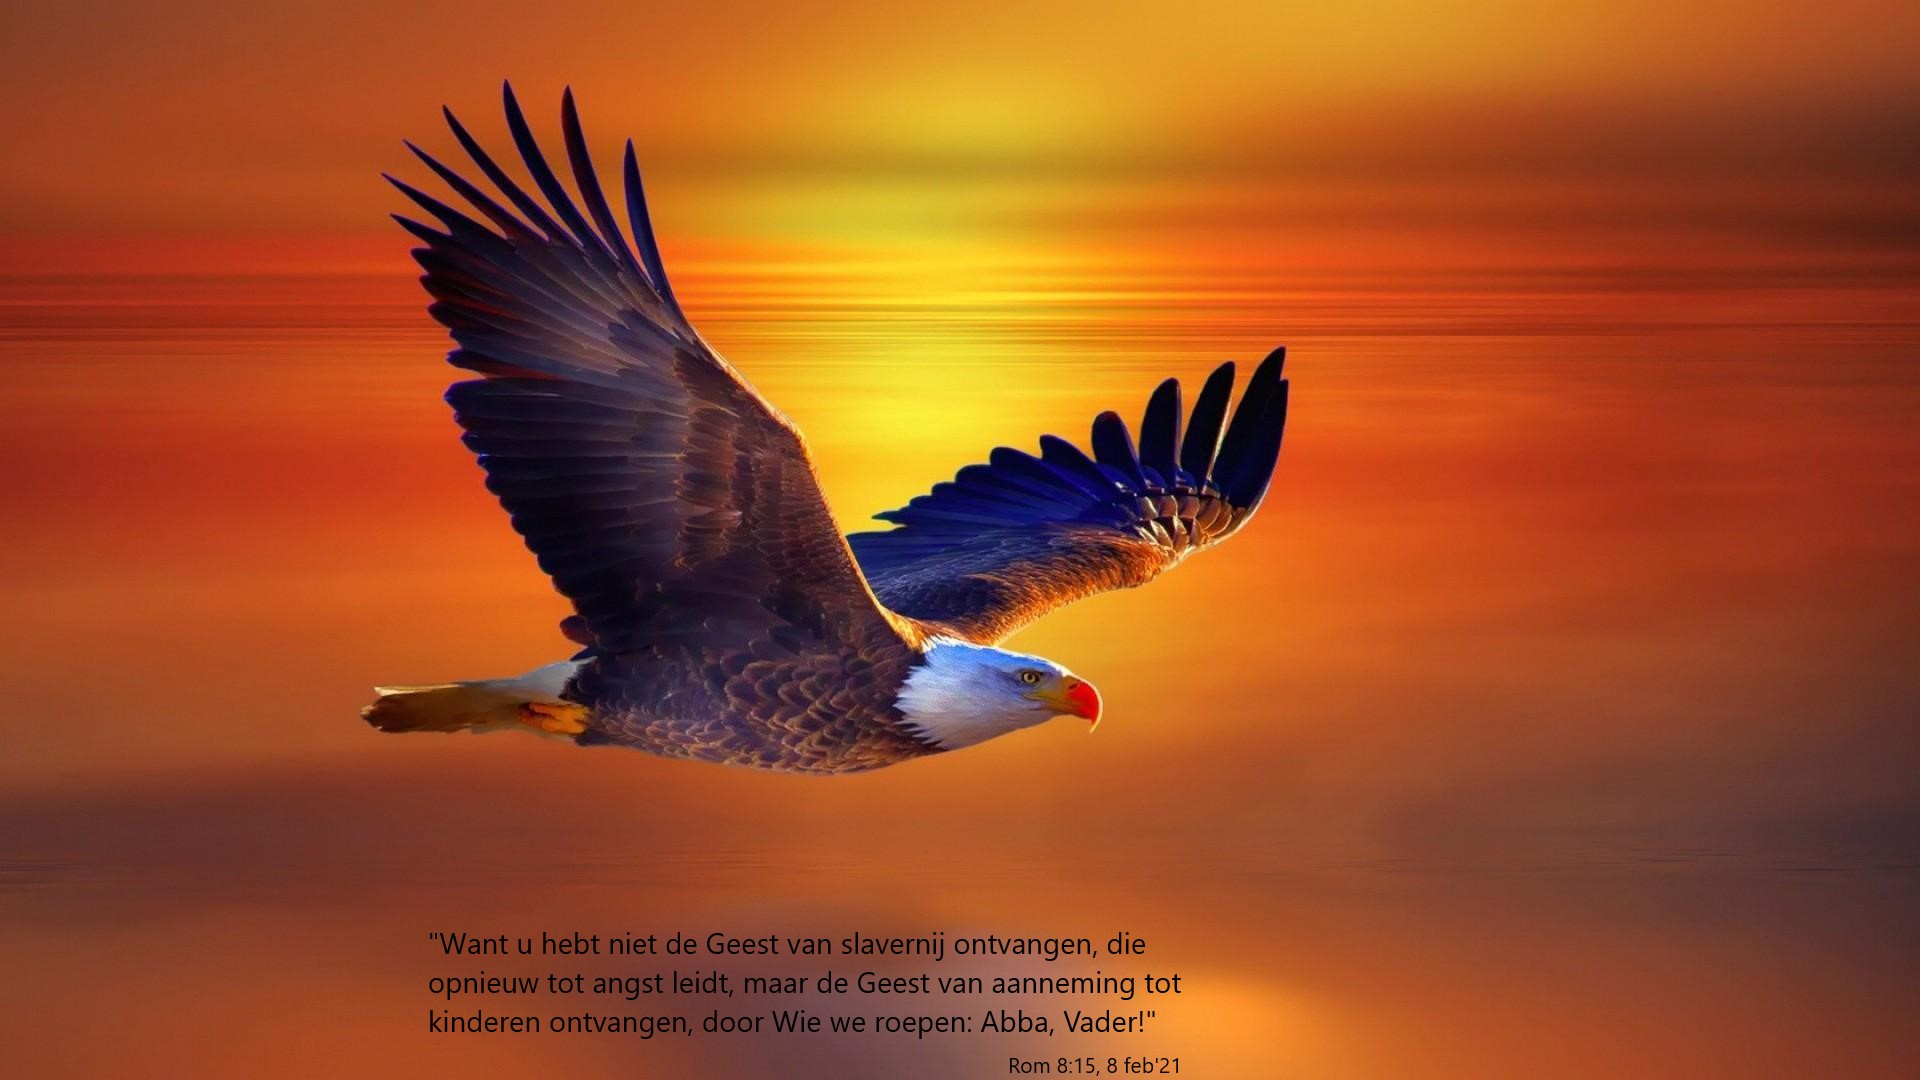 "Want u hebt niet de Geest van slavernij ontvangen, die
opnieuw tot angst leidt, maar de Geest van aanneming tot
kinderen ontvangen, door Wie we roepen: Abba, Vader!"
Rom 8:15, 8 feb'21